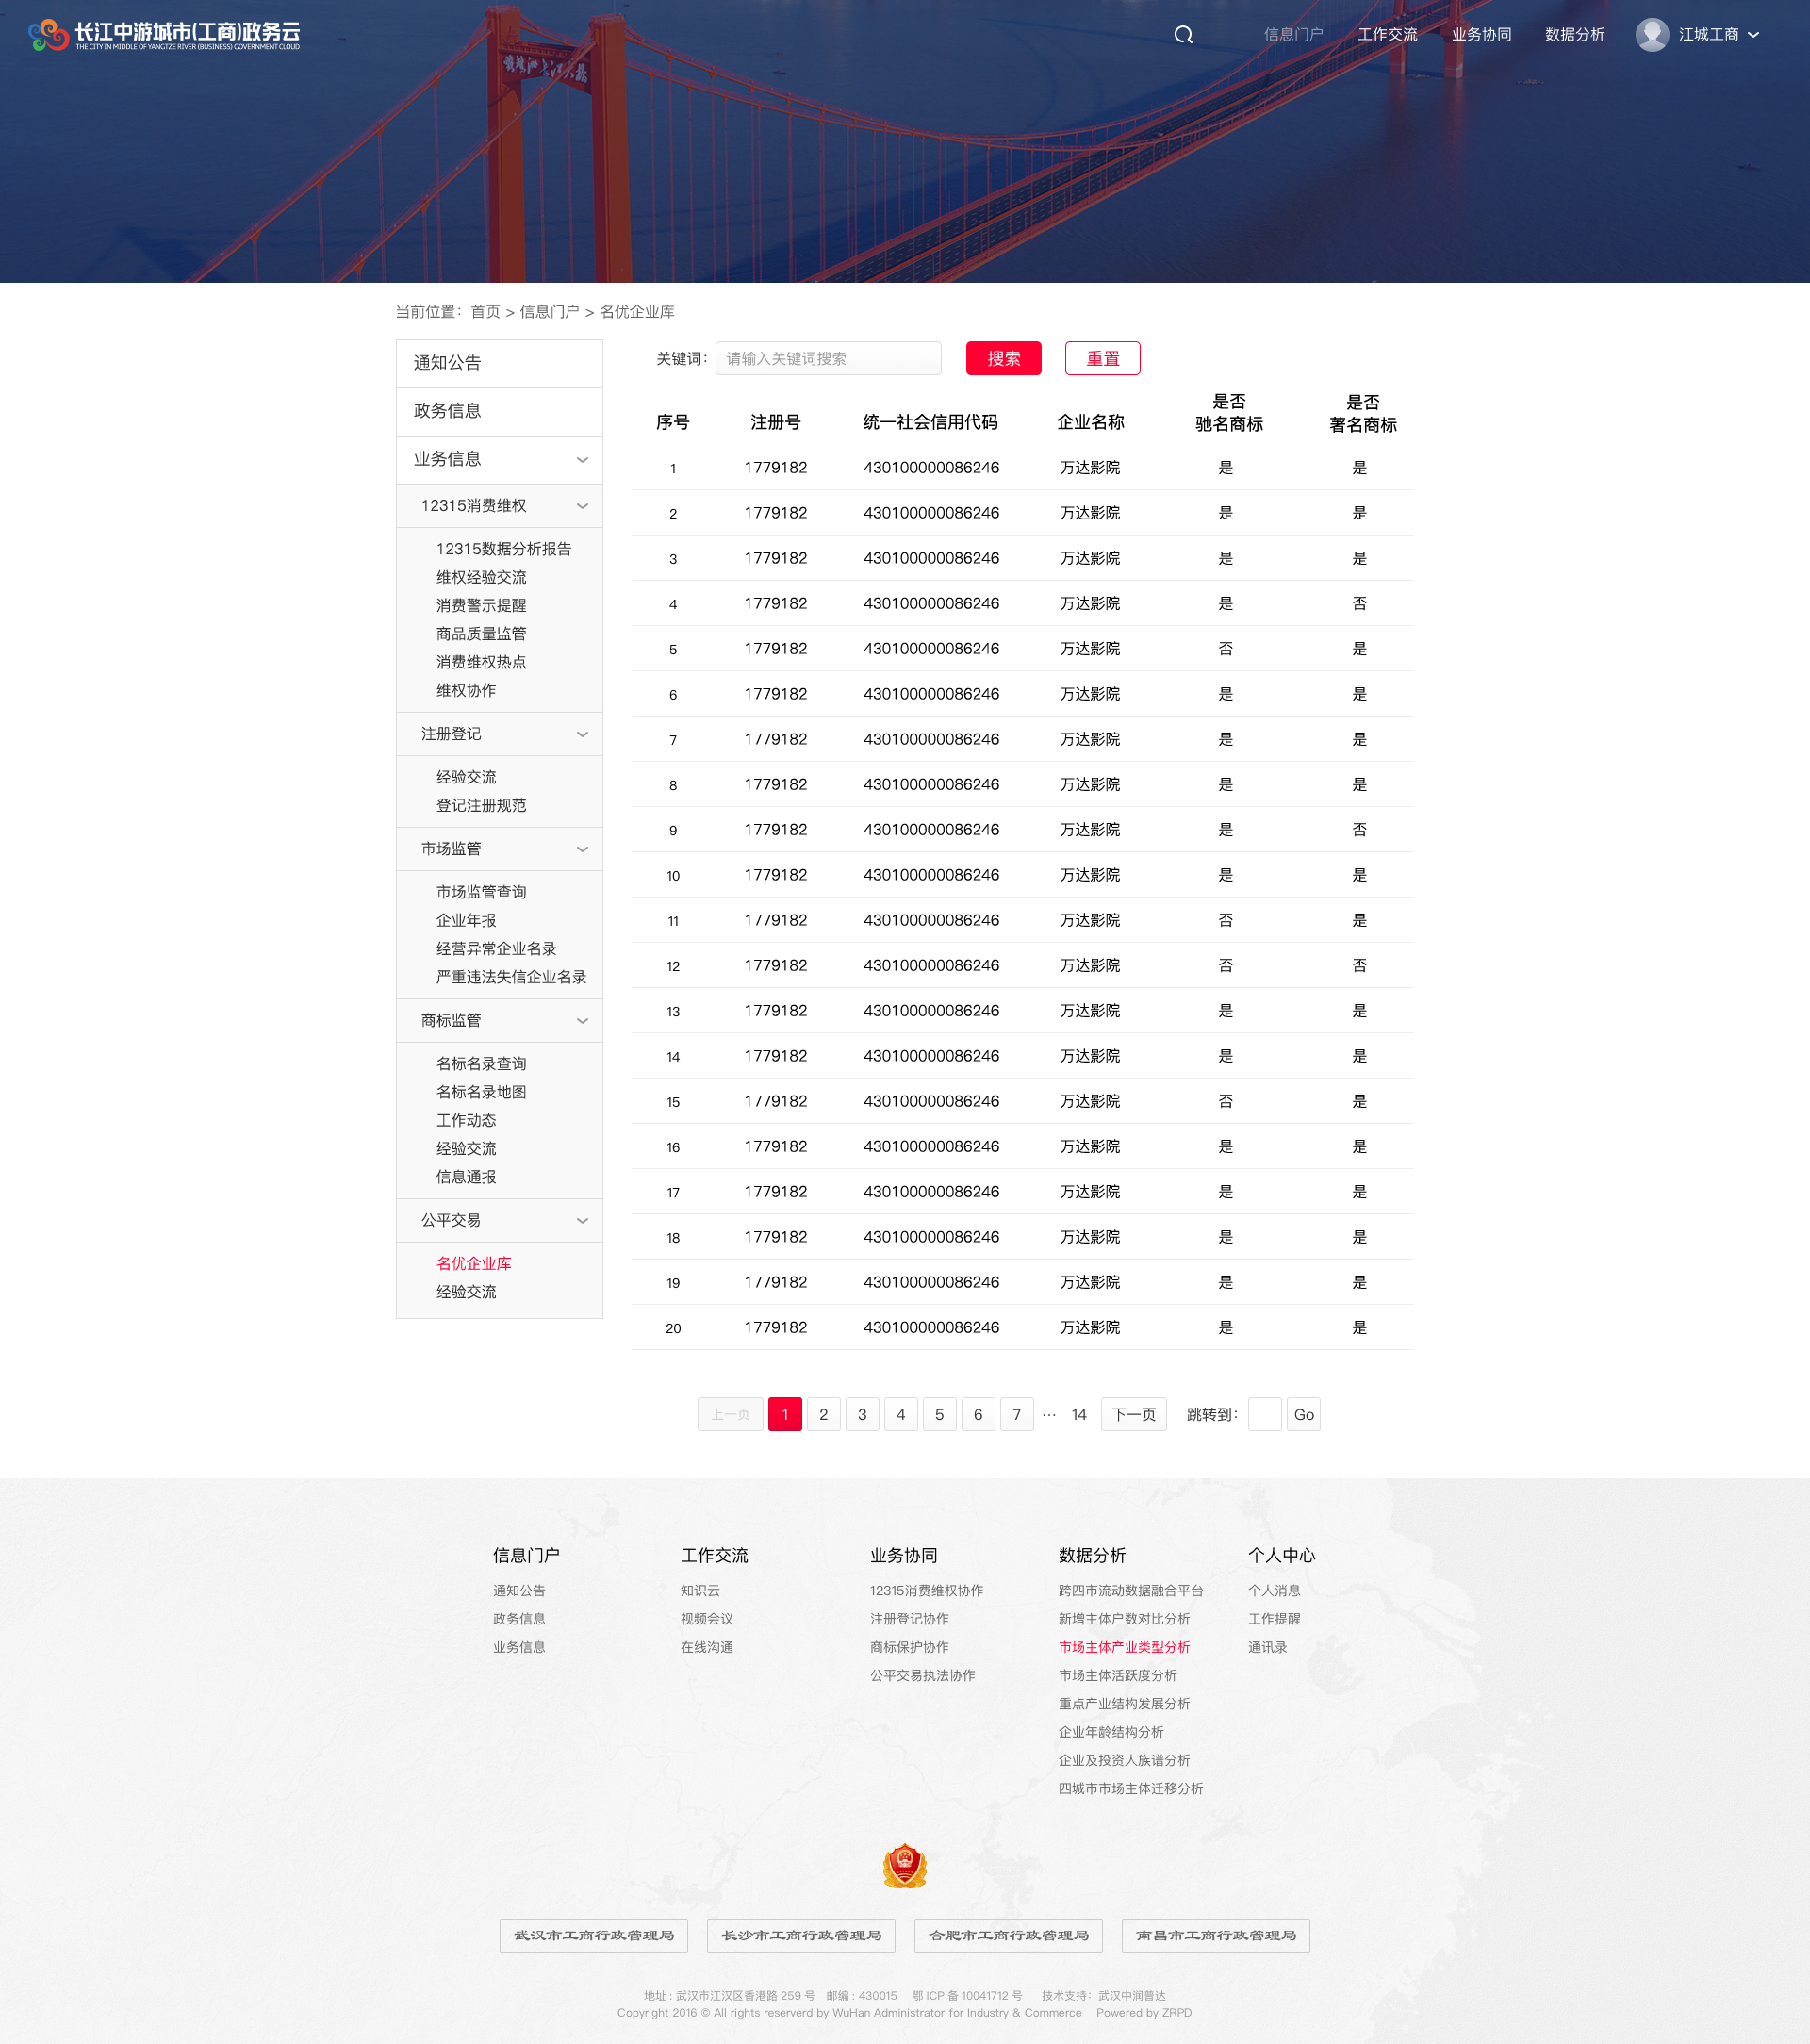 长江中游城市(工商)政务云
THE CITY IN MIDDLE OF YANGTZE RIVER (BUSINESS) GOVERNMENT CLOUD
信息门户 工作交流 业务协同 数据分析 江城工商
当前位置：首页 > 信息门户 > 名优企业库
通知公告
政务信息
业务信息
12315消费维权
12315数据分析报告
维权经验交流
消费警示提醒
商品质量监管
消费维权热点
维权协作
注册登记
经验交流
登记注册规范
市场监管
市场监管查询
企业年报
经营异常企业名录
严重违法失信企业名录
商标监管
名标名录查询
名标名录地图
工作动态
经验交流
信息通报
公平交易
名优企业库
经验交流
关键词： 请输入关键词搜索 搜索 重置
序号 注册号 统一社会信用代码 企业名称 是否驰名商标 是否著名商标
1 1779182 430100000086246 万达影院 是 是
2 1779182 430100000086246 万达影院 是 是
3 1779182 430100000086246 万达影院 是 是
4 1779182 430100000086246 万达影院 是 否
5 1779182 430100000086246 万达影院 否 是
6 1779182 430100000086246 万达影院 是 是
7 1779182 430100000086246 万达影院 是 是
8 1779182 430100000086246 万达影院 是 是
9 1779182 430100000086246 万达影院 是 否
10 1779182 430100000086246 万达影院 是 是
11 1779182 430100000086246 万达影院 否 是
12 1779182 430100000086246 万达影院 否 否
13 1779182 430100000086246 万达影院 是 是
14 1779182 430100000086246 万达影院 是 是
15 1779182 430100000086246 万达影院 否 是
16 1779182 430100000086246 万达影院 是 是
17 1779182 430100000086246 万达影院 是 是
18 1779182 430100000086246 万达影院 是 是
19 1779182 430100000086246 万达影院 是 是
20 1779182 430100000086246 万达影院 是 是
上一页 1 2 3 4 5 6 7 … 14 下一页 跳转到： Go
信息门户
通知公告
政务信息
业务信息
工作交流
知识云
视频会议
在线沟通
业务协同
12315消费维权协作
注册登记协作
商标保护协作
公平交易执法协作
数据分析
跨四市流动数据融合平台
新增主体户数对比分析
市场主体产业类型分析
市场主体活跃度分析
重点产业结构发展分析
企业年龄结构分析
企业及投资人族谱分析
四城市市场主体迁移分析
个人中心
个人消息
工作提醒
通讯录
武汉市工商行政管理局 长沙市工商行政管理局 合肥市工商行政管理局 南昌市工商行政管理局
地址 : 武汉市江汉区香港路 259 号 邮编 : 430015 鄂 ICP 备 10041712 号 技术支持：武汉中润普达
Copyright 2016 © All rights reserverd by WuHan Administrator for Industry & Commerce Powered by ZRPD